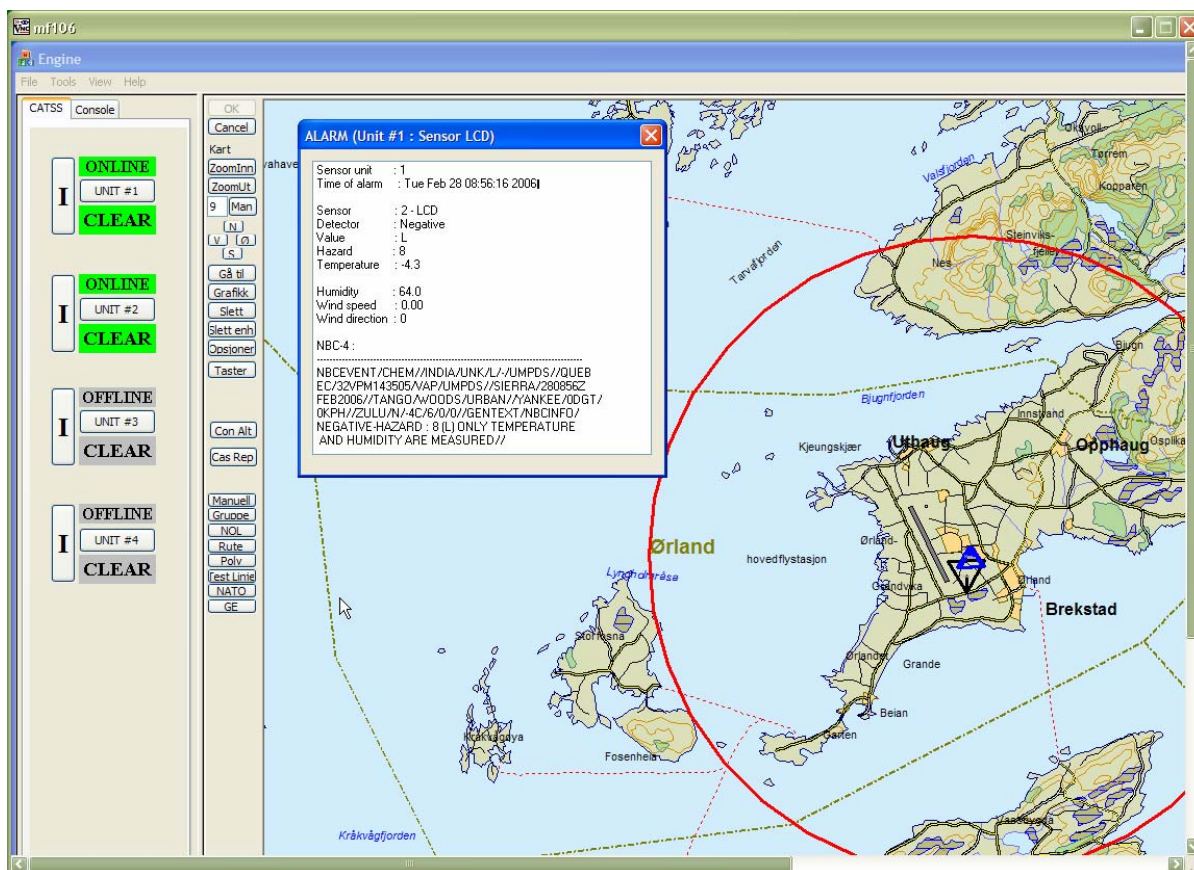 mf106
Engine
File Tools View Help
CATSS Console
ONLINE
I UNIT #1
CLEAR
ONLINE
I UNIT #2
CLEAR
OFFLINE
I UNIT #3
CLEAR
OFFLINE
I UNIT #4
CLEAR
OK
Cancel
Kart
ZoomInn
ZoomUt
9 Man
N
V Ø
S
Gå til
Grafikk
Slett
Slett enh
Opsjoner
Taster
Con Alt
Cas Rep
Manuell
Gruppe
NOL
Rute
Poly
Test Linje
NATO
GE
ALARM (Unit #1 : Sensor LCD)
Sensor unit : 1
Time of alarm : Tue Feb 28 08:56:16 2006
Sensor : 2 - LCD
Detector : Negative
Value : L
Hazard : 8
Temperature : -4.3
Humidity : 64.0
Wind speed : 0.00
Wind direction : 0
NBC-4 :
NBCEVENT/CHEM//INDIA/UNK/L/-/UMPDS//QUEB
EC/32VPM143505/VAP/UMPDS//SIERRA/280856Z
FEB2006//TANGO/WOODS/URBAN//YANKEE/0DGT/
0KPH//ZULU/N/-4C/6/0/0//GENTEXT/NBCINFO/
NEGATIVE-HAZARD : 8 (L) ONLY TEMPERATURE
AND HUMIDITY ARE MEASURED//
Valsfjorden
Tørrem
Kopparen
Steinviks-
fjellet
Nes
Tarvafjorden
Bjugn
Bjugnfjorden
Innstrand
Kjeungskjær
Uthaug
Opphaug
Osplika
Ørland
hovedflystasjon
Ørland-
Grandvika
Ørland
Brekstad
Storfosna
Ørlandet
Grande
Beian
Garten
Kråkvågøya
Fosenheia
Kråkvågfjorden